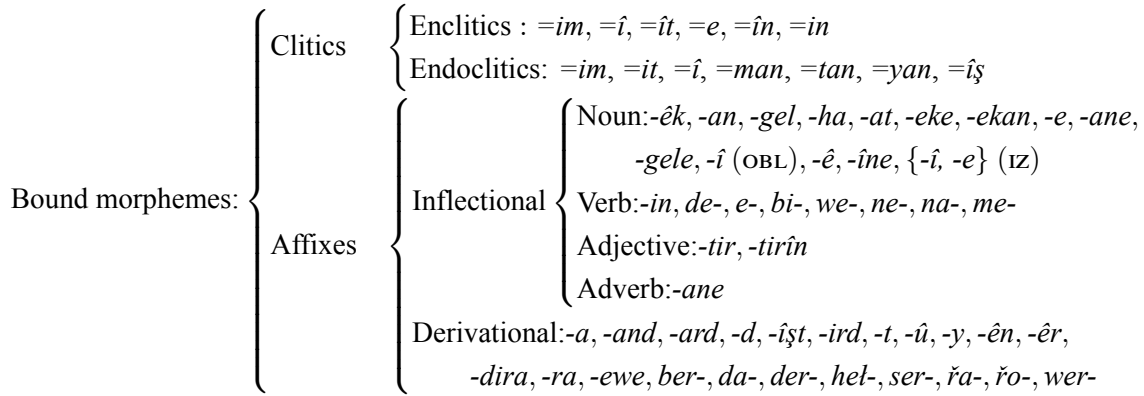 Enclitics : =im, =î, =ît, =e, =în, =in
Clitics
Endoclitics: =im, =it, =î, =man, =tan, =yan, =îş
Noun:-êk, -an, -gel, -ha, -at, -eke, -ekan, -e, -ane,
-gele, -î (OBL), -ê, -îne, {-î, -e} (IZ)
Bound morphemes:
Inflectional
Verb:-in, de-, e-, bi-, we-, ne-, na-, me-
Affixes
Adjective:-tir, -tirîn
Adverb:-ane
Derivational:-a, -and, -ard, -d, -îşt, -ird, -t, -û, -y, -ên, -êr,
-dira, -ra, -ewe, ber-, da-, der-, heł-, ser-, řa-, řo-, wer-